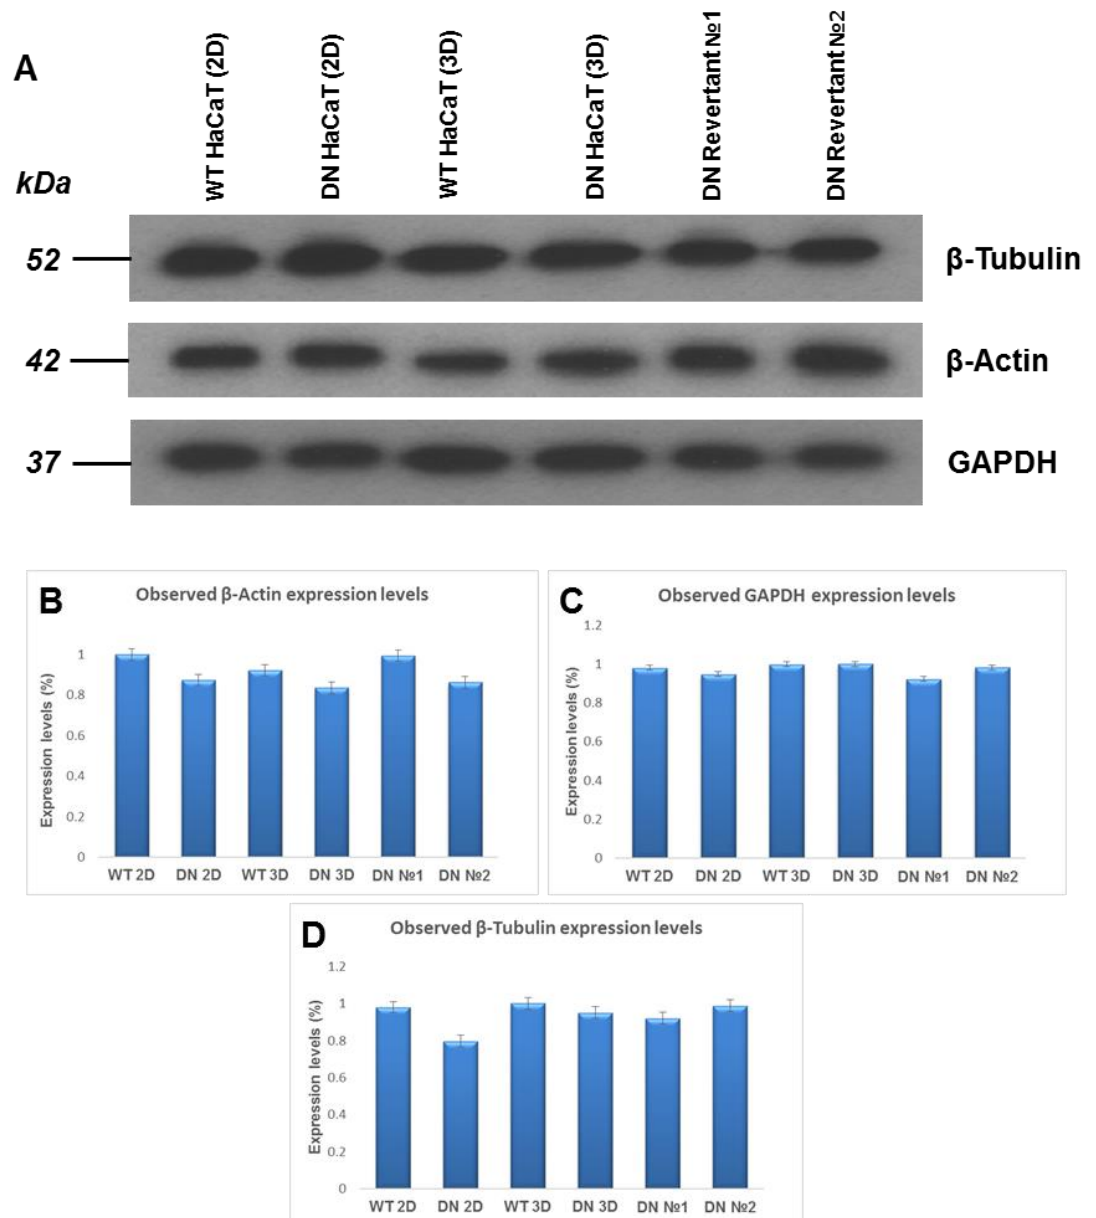 A
WT HaCaT (2D)
DN HaCaT (2D)
WT HaCaT (3D)
DN HaCaT (3D)
DN Revertant №1
DN Revertant №2
kDa
52
β-Tubulin
42
β-Actin
37
GAPDH
B
Observed β-Actin expression levels
Expression levels (%)
1
0.8
0.6
0.4
0.2
0
WT 2D DN 2D WT 3D DN 3D DN №1 DN №2
C
Observed GAPDH expression levels
Expression levels (%)
1.2
1
0.8
0.6
0.4
0.2
0
WT 2D DN 2D WT 3D DN 3D DN №1 DN №2
D
Observed β-Tubulin expression levels
Expression levels (%)
1.2
1
0.8
0.6
0.4
0.2
0
WT 2D DN 2D WT 3D DN 3D DN №1 DN №2